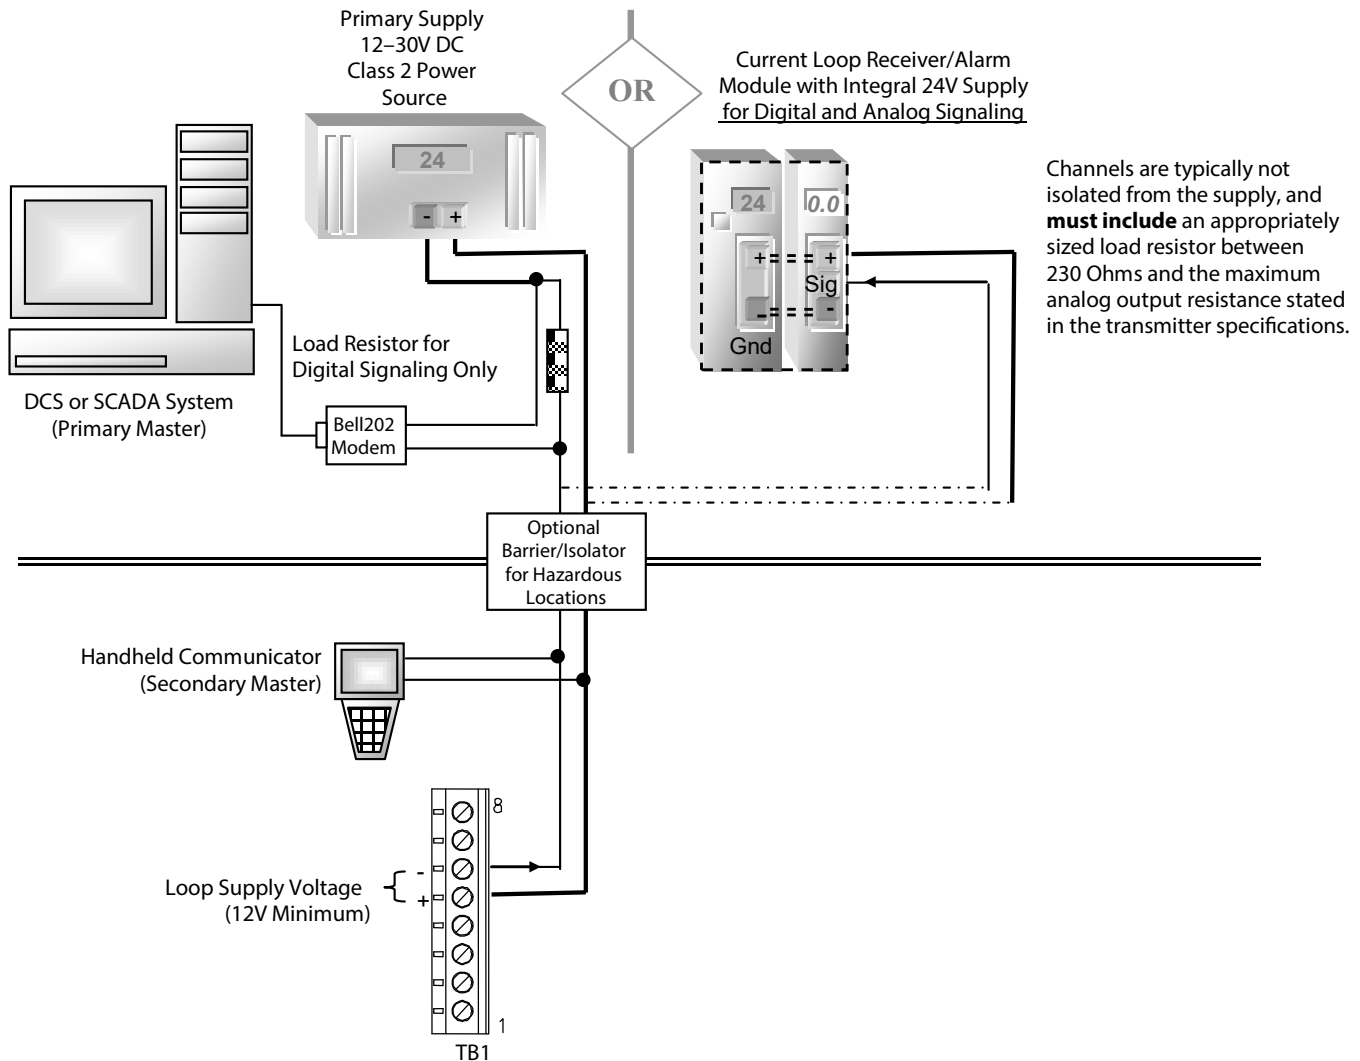 Primary Supply
12–30V DC
Class 2 Power
Source
OR
Current Loop Receiver/Alarm
Module with Integral 24V Supply
for Digital and Analog Signaling
24
- +
24
0.0
+ +
Sig
- -
Gnd
Channels are typically not
isolated from the supply, and
must include an appropriately
sized load resistor between
230 Ohms and the maximum
analog output resistance stated
in the transmitter specifications.
Load Resistor for
Digital Signaling Only
DCS or SCADA System
(Primary Master)
Bell202
Modem
Optional
Barrier/Isolator
for Hazardous
Locations
Handheld Communicator
(Secondary Master)
8
Loop Supply Voltage
(12V Minimum)
-
+
1
TB1